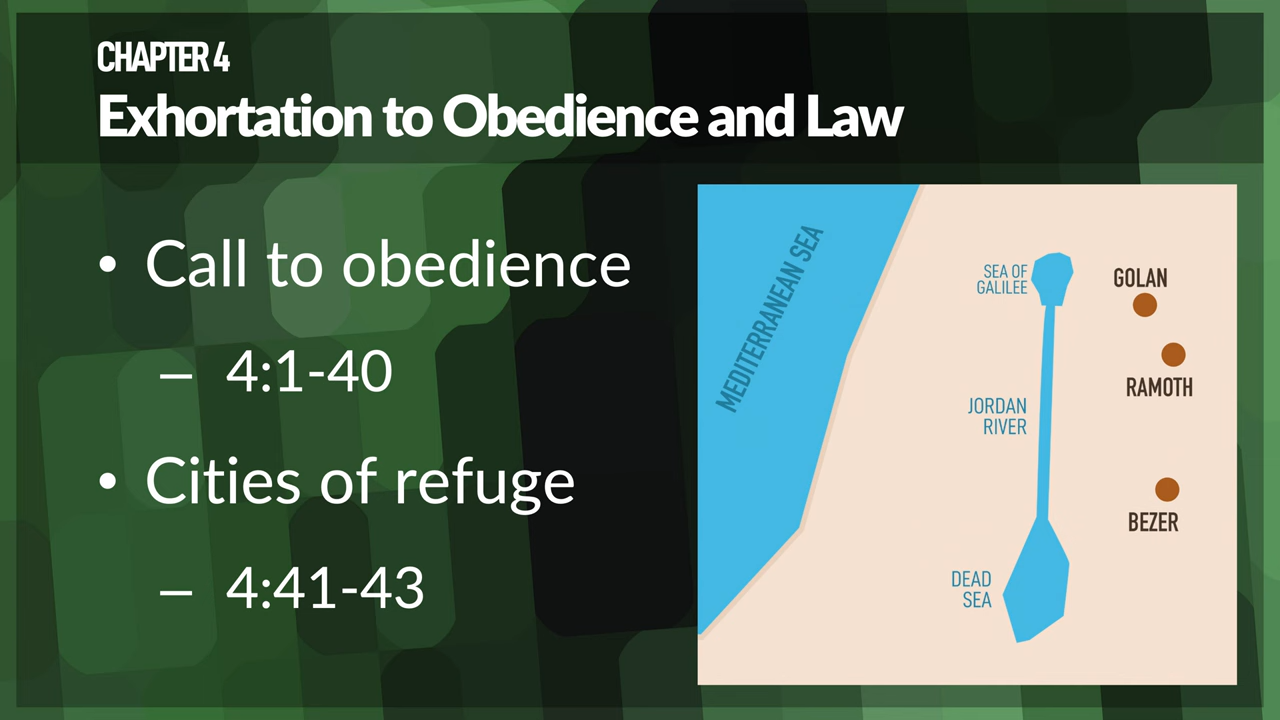 CHAPTER 4
Exhortation to Obedience and Law
• Call to obedience
– 4:1-40
• Cities of refuge
– 4:41-43
MEDITERRANEAN SEA
SEA OF
GALILEE
GOLAN
RAMOTH
JORDAN
RIVER
BEZER
DEAD
SEA